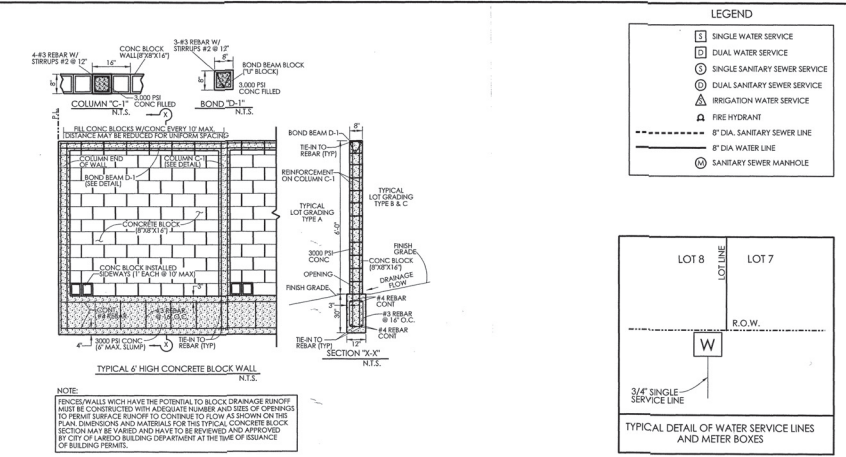 3-#3 REBAR W/
STIRRUPS #2 @ 12"
4-#3 REBAR W/
STIRRUPS #2 @ 12"
16"
CONC BLOCK
WALL(8"X8"X16")
8"
BOND BEAM BLOCK
("U" BLOCK)
8"
8"
3,000 PSI
CONC FILLED
3,000 PSI
CONC FILLED
COLUMN "C-1"
N.T.S.
BOND "D-1"
N.T.S.
X
FILL CONC BLOCKS W/CONC EVERY 10' MAX.
DISTANCE MAY BE REDUCED FOR UNIFORM SPACING
COLUMN END
OF WALL
COLUMN C-1
(SEE DETAIL)
BOND BEAM D-1
(SEE DETAIL)
CONCRETE BLOCK
(8"X8"X16")
CONC BLOCK INSTALLED
SIDEWAYS (1" EACH @ 10' MAX)
3"
CONT.
#4 REBAR
#3 REBAR
@ 16" O.C.
4"
3000 PSI CONC
(6" MAX. SLUMP)
X
TIE-IN TO
REBAR (TYP)
TYPICAL 6' HIGH CONCRETE BLOCK WALL
N.T.S.
8"
BOND BEAM D-1
TIE-IN TO
REBAR (TYP)
REINFORCEMENT
ON COLUMN C-1
TYPICAL
LOT GRADING
TYPE B & C
TYPICAL
LOT GRADING
TYPE A
6'-0"
3000 PSI
CONC
FINISH
GRADE
CONC BLOCK
(8"X8"X16")
OPENING
DRAINAGE
FLOW
FINISH GRADE
#4 REBAR
CONT
3"
30"
#3 REBAR
@ 16" O.C.
#4 REBAR
CONT
TIE-IN TO
REBAR (TYP)
12"
SECTION "X-X"
N.T.S.
NOTE:
FENCES/WALLS WICH HAVE THE POTENTIAL TO BLOCK DRAINAGE RUNOFF
MUST BE CONSTRUCTED WITH ADEQUATE NUMBER AND SIZES OF OPENINGS
TO PERMIT SURFACE RUNOFF TO CONTINUE TO FLOW AS SHOWN ON THIS
PLAN. DIMENSIONS AND MATERIALS FOR THIS TYPICAL CONCRETE BLOCK
SECTION MAY BE VARIED AND HAVE TO BE REVIEWED AND APPROVED
BY CITY OF LAREDO BUILDING DEPARTMENT AT THE TIME OF ISSUANCE
OF BUILDING PERMITS.
LEGEND
S SINGLE WATER SERVICE
D DUAL WATER SERVICE
S SINGLE SANITARY SEWER SERVICE
D DUAL SANITARY SEWER SERVICE
IRRIGATION WATER SERVICE
FIRE HYDRANT
8" DIA. SANITARY SEWER LINE
8" DIA WATER LINE
M SANITARY SEWER MANHOLE
LOT 8
LOT LINE
LOT 7
R.O.W.
W
3/4" SINGLE
SERVICE LINE
TYPICAL DETAIL OF WATER SERVICE LINES
AND METER BOXES